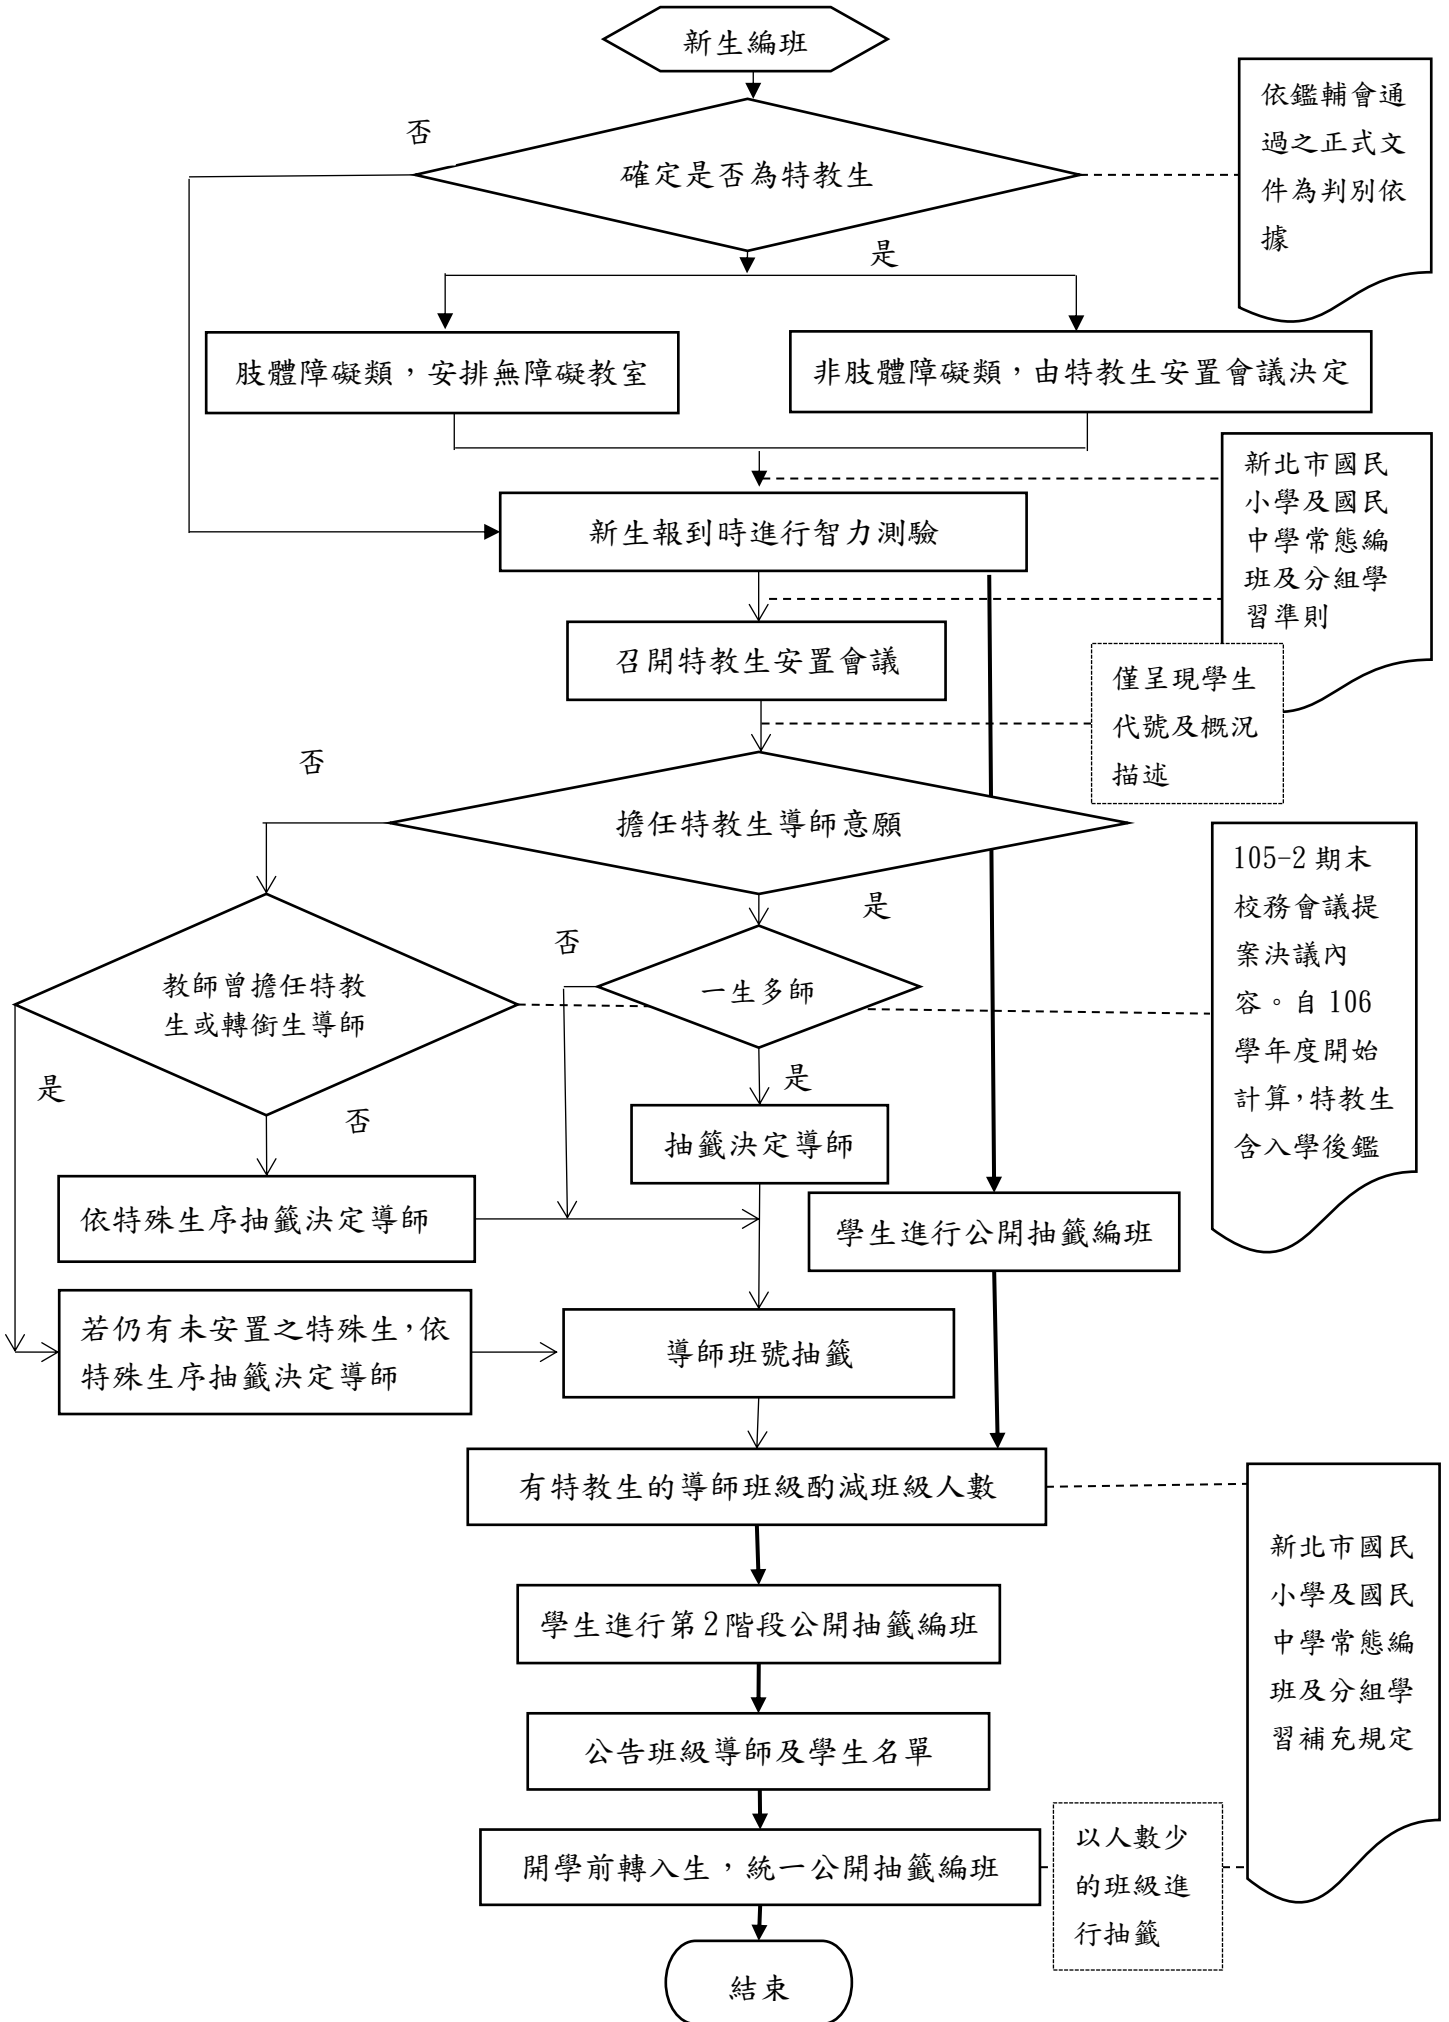 新生編班
依鑑輔會通
過之正式文
件為判別依
據
否
確定是否為特教生
是
肢體障礙類，安排無障礙教室
非肢體障礙類，由特教生安置會議決定
新北市國民
小學及國民
中學常態編
班及分組學
習準則
新生報到時進行智力測驗
召開特教生安置會議
僅呈現學生
代號及概況
描述
否
擔任特教生導師意願
是
105-2 期末
校務會議提
案決議內
容。自 106
學年度開始
計算，特教生
含入學後鑑
否
教師曾擔任特教
生或轉銜生導師
一生多師
是
是
否
抽籤決定導師
依特殊生序抽籤決定導師
學生進行公開抽籤編班
若仍有未安置之特殊生，依
特殊生序抽籤決定導師
導師班號抽籤
有特教生的導師班級酌減班級人數
新北市國民
小學及國民
中學常態編
班及分組學
習補充規定
學生進行第2階段公開抽籤編班
公告班級導師及學生名單
開學前轉入生，統一公開抽籤編班
以人數少
的班級進
行抽籤
結束